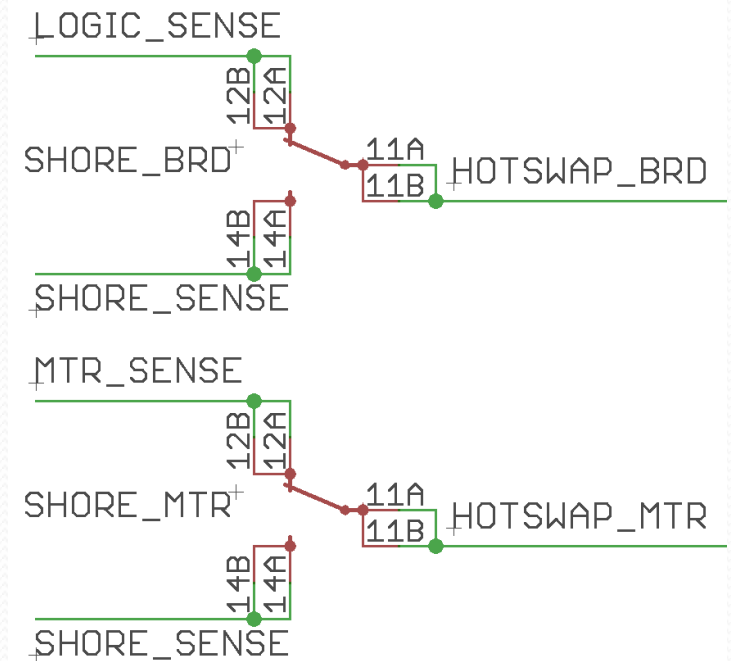 LOGIC_SENSE
12B
12A
SHORE_BRD
11A
11B
HOTSWAP_BRD
14B
14A
SHORE_SENSE
MTR_SENSE
12B
12A
SHORE_MTR
11A
11B
HOTSWAP_MTR
14B
14A
SHORE_SENSE